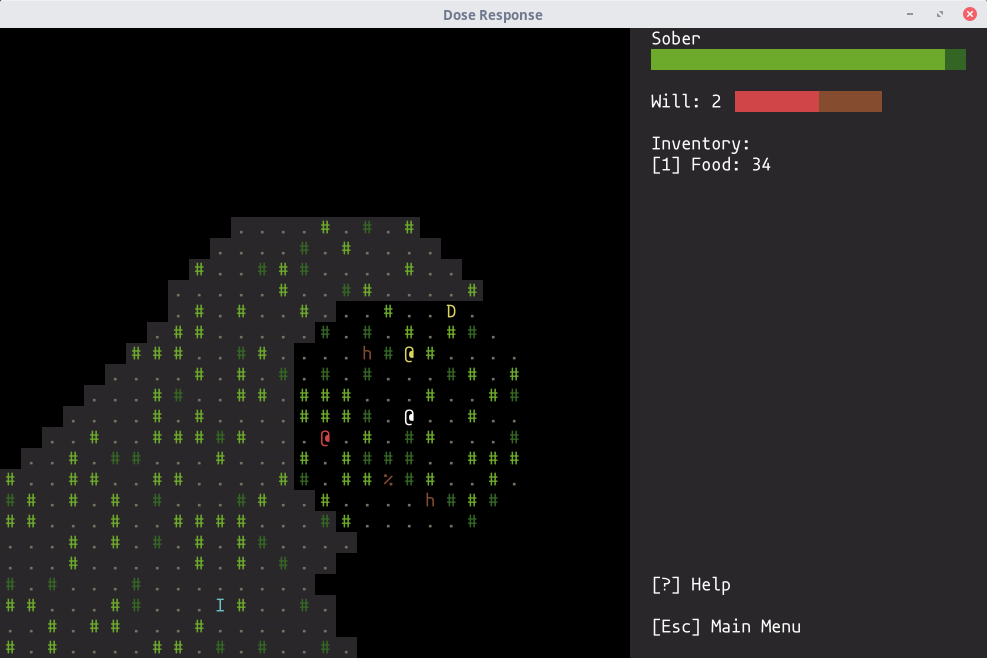 Dose Response
Sober
Will: 2
Inventory:
[1] Food: 34
[?] Help
[Esc] Main Menu